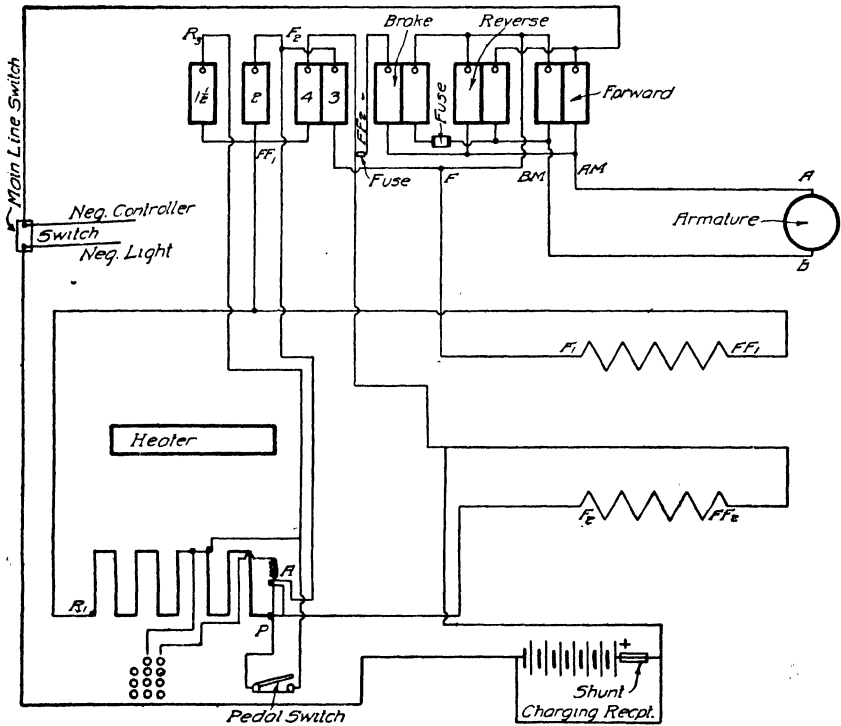 R3
F2
Broke
Reverse
Forward
1½
2
4
3
FF2
Fuse
Fuse
FF1
F
BM
AM
Main Line Switch
Neg. Controller
Switch
Neg. Light
A
Armature
B
F1
FF1
Heater
F2
FF2
R1
A
P
Pedal Switch
+
Shunt
Charging Recpt.